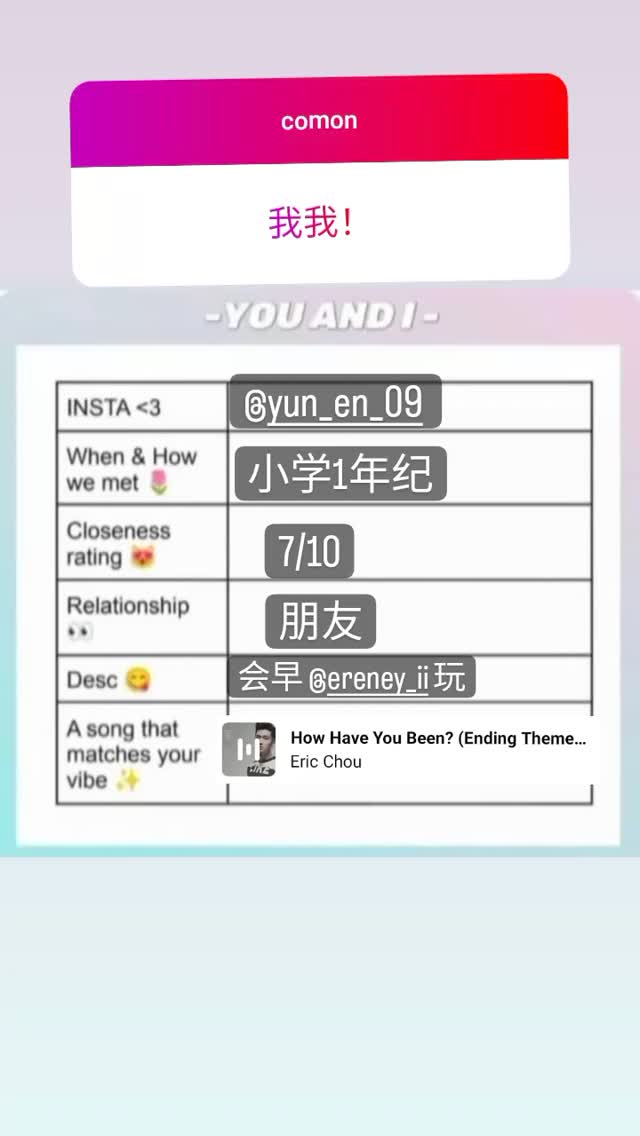 comon
我我！
-YOU AND I-
INSTA <3
@yun_en_09
When & How
we met 🌷
小学1年纪
Closeness
rating 😻
7/10
Relationship
👀
朋友
Desc 😋
会早 @ereney_ii 玩
A song that
matches your
vibe ✨
How Have You Been? (Ending Theme...
Eric Chou